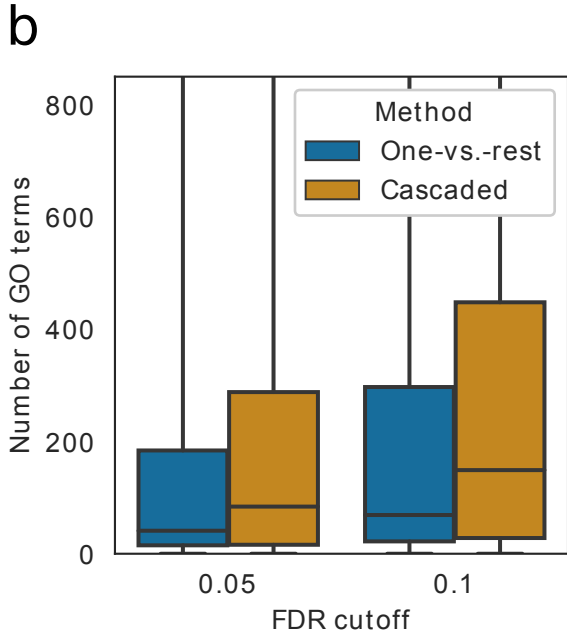 b
Method
One-vs.-rest
Cascaded
Number of GO terms
800
600
400
200
0
0.05
0.1
FDR cutoff